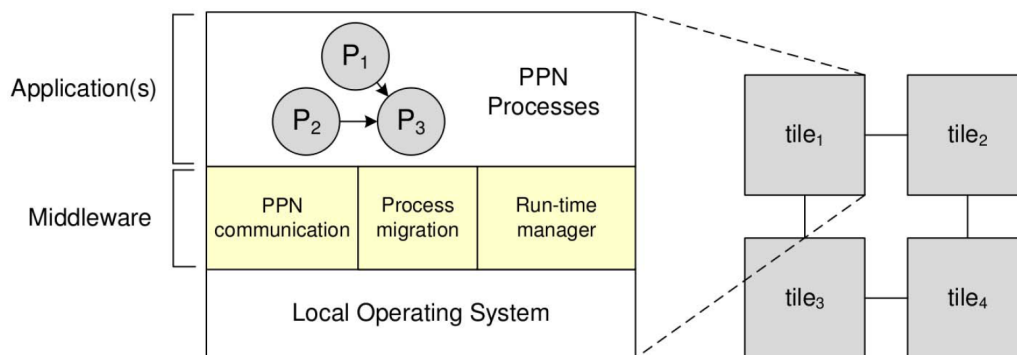 Application(s)
P₁
P₂
P₃
PPN
Processes
Middleware
PPN
communication
Process
migration
Run-time
manager
Local Operating System
tile₁
tile₂
tile₃
tile₄